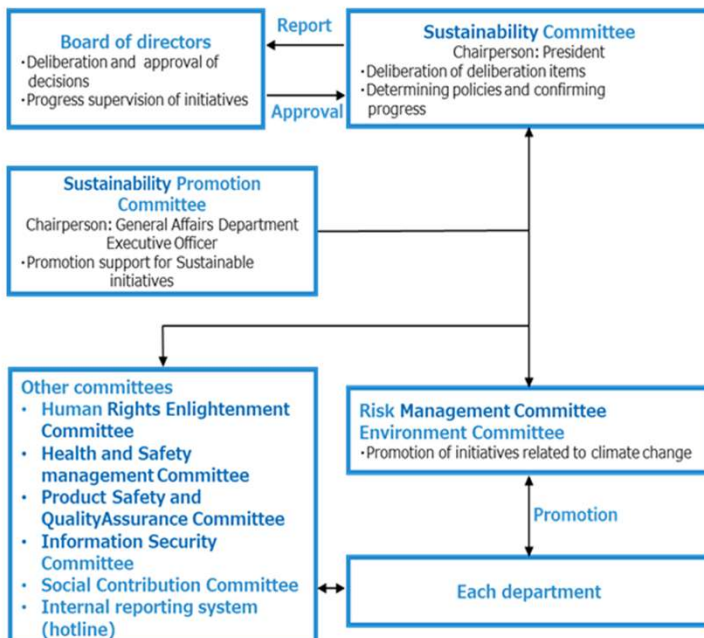 Board of directors
・Deliberation and approval of
decisions
・Progress supervision of initiatives
Report
Approval
Sustainability Committee
Chairperson: President
・Deliberation of deliberation items
・Determining policies and confirming
progress
Sustainability Promotion
Committee
Chairperson: General Affairs Department
Executive Officer
・Promotion support for Sustainable
initiatives
Other committees
• Human Rights Enlightenment
Committee
• Health and Safety
management Committee
• Product Safety and
QualityAssurance Committee
• Information Security
Committee
• Social Contribution Committee
• Internal reporting system
(hotline)
Risk Management Committee
Environment Committee
・Promotion of initiatives related to climate change
Promotion
Each department